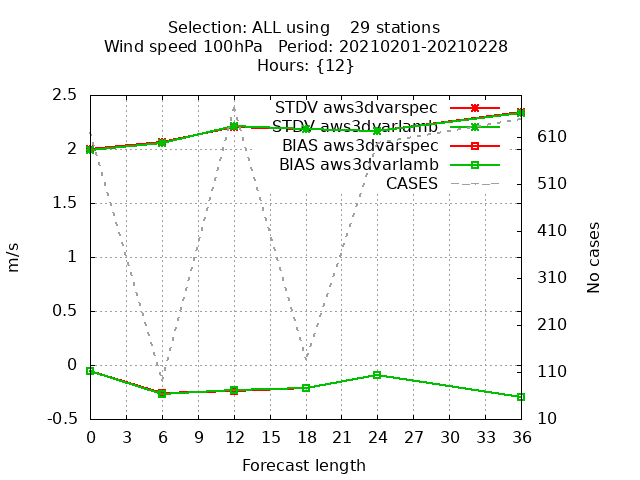 Selection: ALL using    29 stations
Wind speed 100hPa   Period: 20210201-20210228
Hours: {12}
2.5
2
1.5
1
0.5
0
-0.5
m/s
STDV aws3dvarspec
STDV aws3dvarlamb
BIAS aws3dvarspec
BIAS aws3dvarlamb
CASES
610
510
410
310
210
110
10
No cases
0 3 6 9 12 15 18 21 24 27 30 33 36
Forecast length